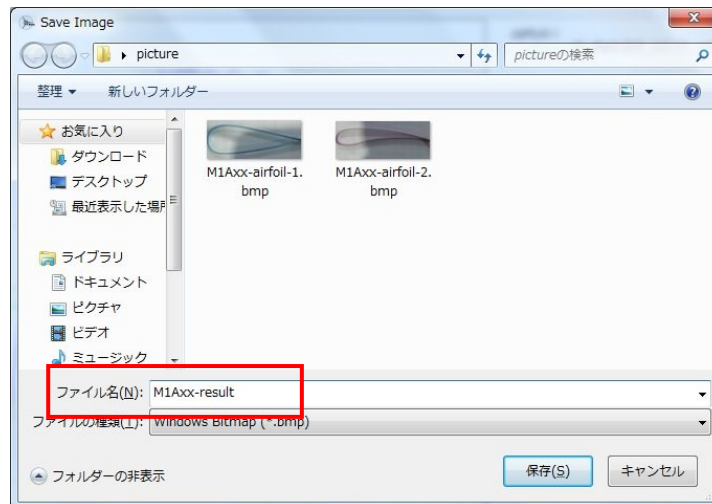 Save Image
picture
pictureの検索
整理
新しいフォルダー
お気に入り
ダウンロード
デスクトップ
最近表示した場所
ライブラリ
ドキュメント
ピクチャ
ビデオ
ミュージック
M1Axx-airfoil-1.
bmp
M1Axx-airfoil-2.
bmp
ファイル名(N): M1Axx-result
ファイルの種類(T): Windows Bitmap (*.bmp)
フォルダーの非表示
保存(S)
キャンセル